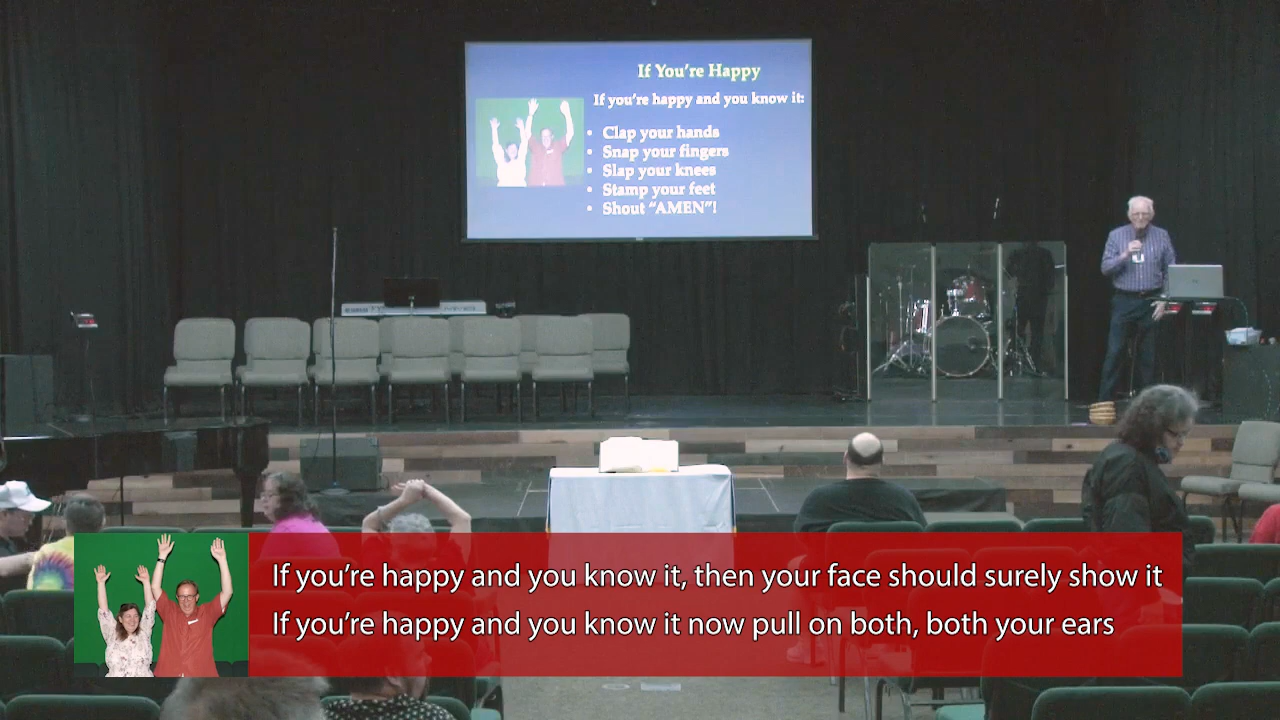 If You're Happy
If you're happy and you know it:
• Clap your hands
• Snap your fingers
• Slap your knees
• Stamp your feet
• Shout “AMEN”!
If you’re happy and you know it, then your face should surely show it
If you’re happy and you know it now pull on both, both your ears